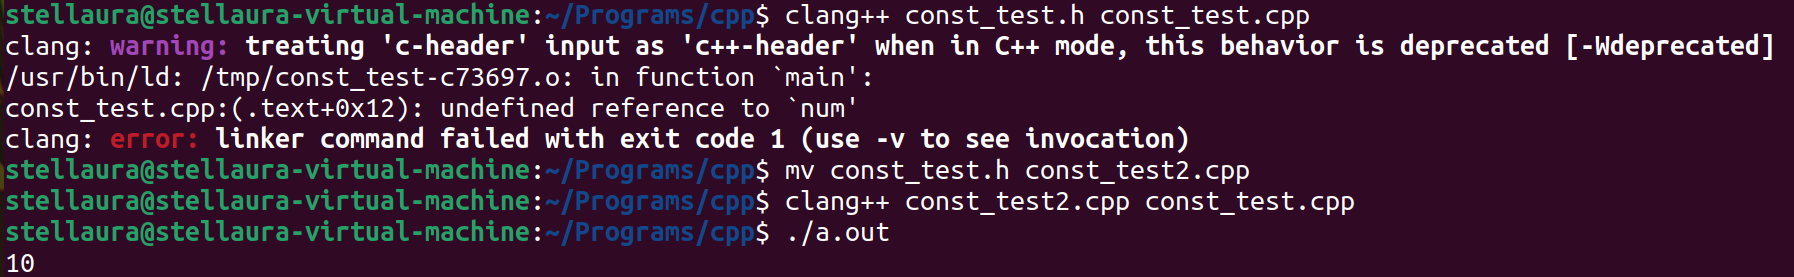 stellaura@stellaura-virtual-machine:~/Programs/cpp$ clang++ const_test.h const_test.cpp
clang: warning: treating 'c-header' input as 'c++-header' when in C++ mode, this behavior is deprecated [-Wdeprecated]
/usr/bin/ld: /tmp/const_test-c73697.o: in function `main':
const_test.cpp:(.text+0x12): undefined reference to `num'
clang: error: linker command failed with exit code 1 (use -v to see invocation)
stellaura@stellaura-virtual-machine:~/Programs/cpp$ mv const_test.h const_test2.cpp
stellaura@stellaura-virtual-machine:~/Programs/cpp$ clang++ const_test2.cpp const_test.cpp
stellaura@stellaura-virtual-machine:~/Programs/cpp$ ./a.out
10